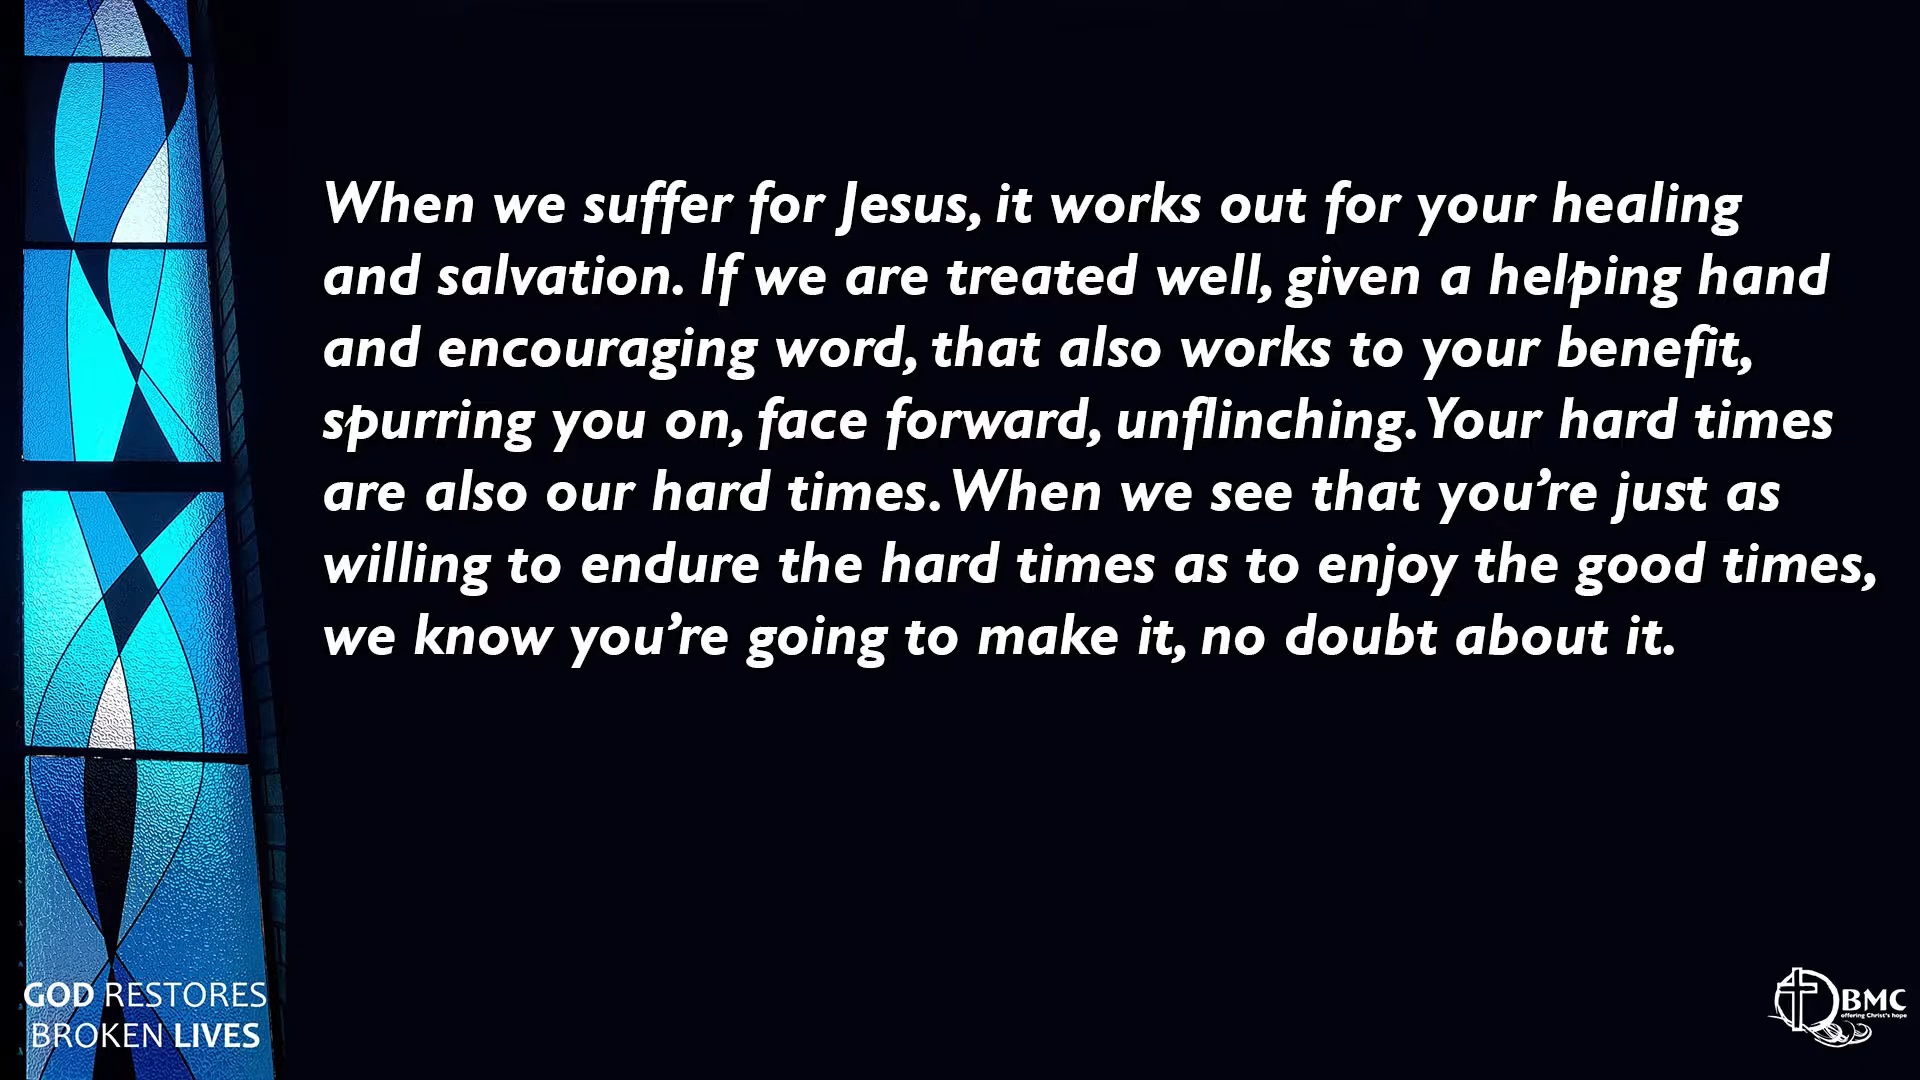 When we suffer for Jesus, it works out for your healing
and salvation. If we are treated well, given a helping hand
and encouraging word, that also works to your benefit,
spurring you on, face forward, unflinching. Your hard times
are also our hard times. When we see that you’re just as
willing to endure the hard times as to enjoy the good times,
we know you’re going to make it, no doubt about it.
GOD RESTORES
BROKEN LIVES
BMC
offering Christ's hope